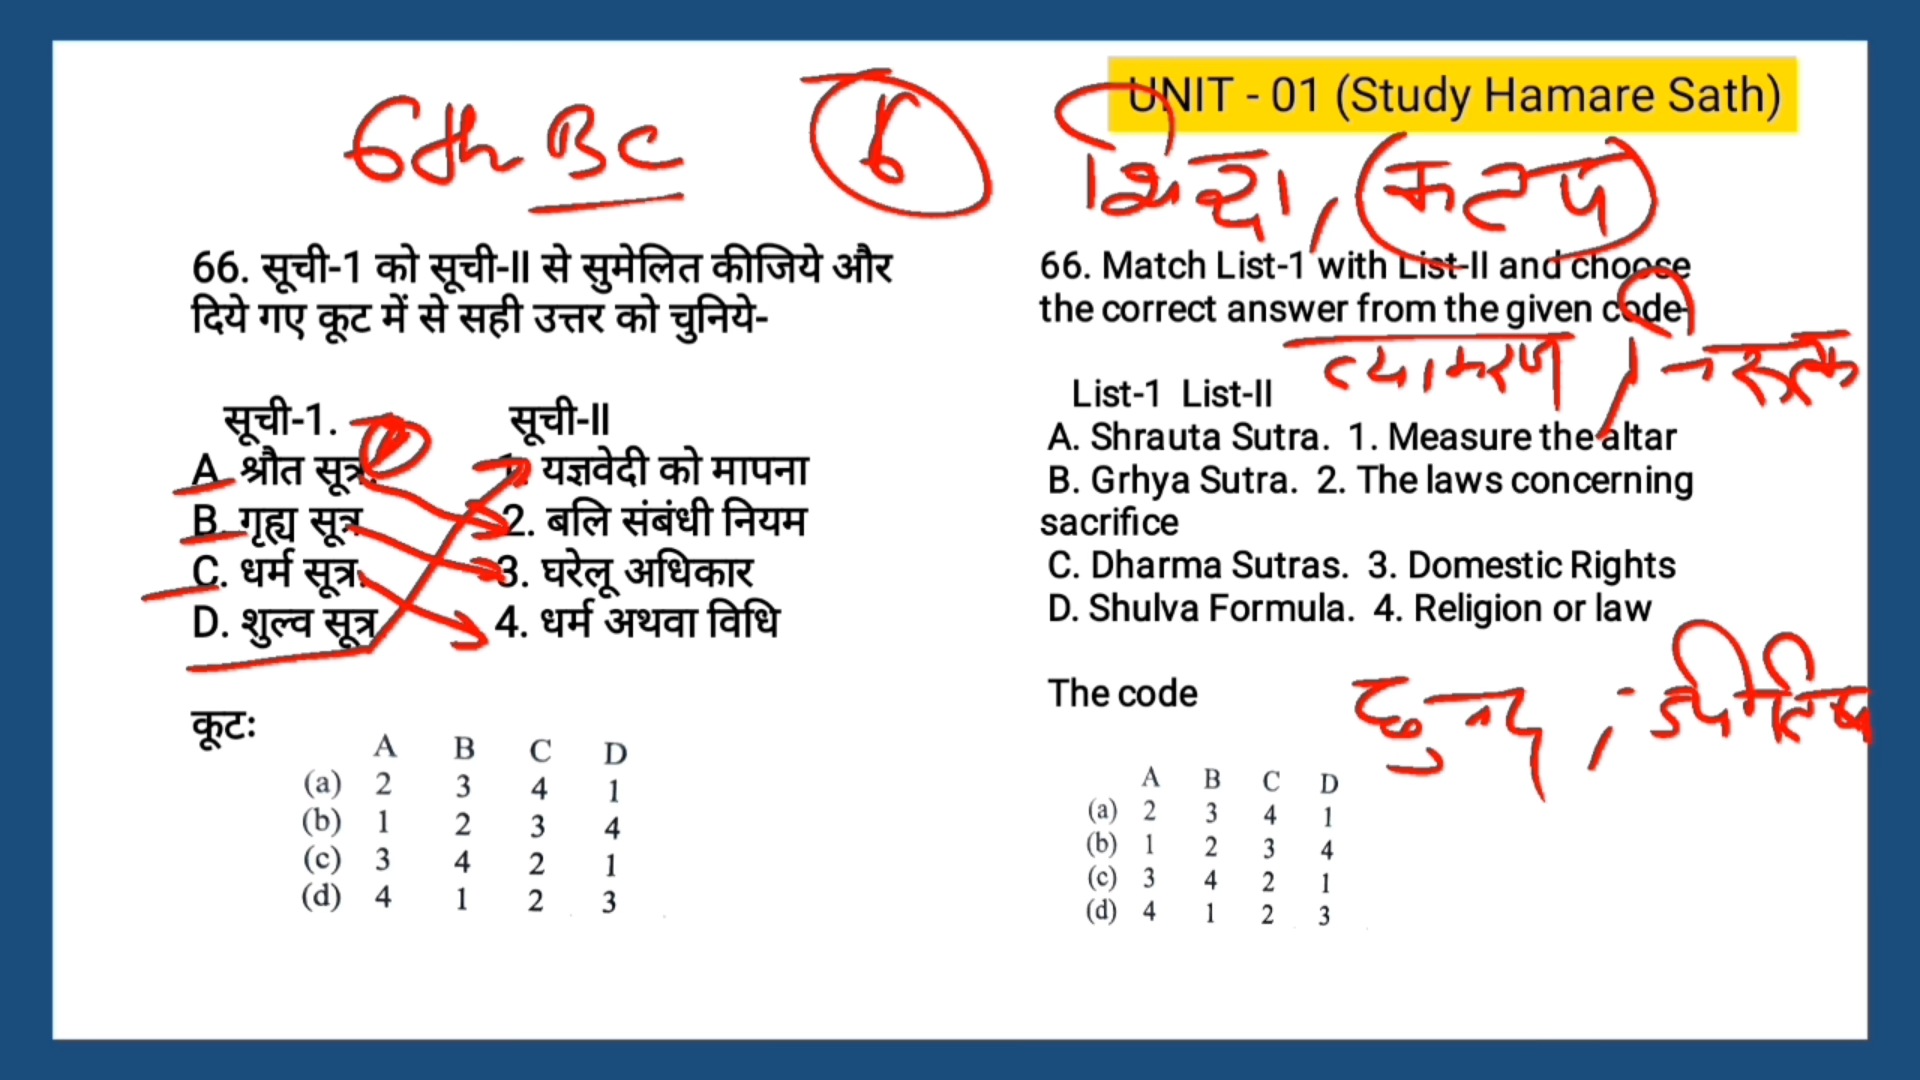 UNIT - 01 (Study Hamare Sath)
6th BC
6
शिक्षा, कल्प
66. सूची-1 को सूची-II से सुमेलित कीजिये और
दिये गए कूट में से सही उत्तर को चुनिये-
सूची-1. सूची-II
A. श्रौत सूत्र. 1. यज्ञवेदी को मापना
B. गृह्य सूत्र 2. बलि संबंधी नियम
C. धर्म सूत्र. 3. घरेलू अधिकार
D. शुल्व सूत्र 4. धर्म अथवा विधि
कूटः
A B C D
(a) 2 3 4 1
(b) 1 2 3 4
(c) 3 4 2 1
(d) 4 1 2 3
66. Match List-1 with List-II and choose
the correct answer from the given code-
व्याकरण, निरुक्त
List-1 List-II
A. Shrauta Sutra. 1. Measure the altar
B. Grhya Sutra. 2. The laws concerning
sacrifice
C. Dharma Sutras. 3. Domestic Rights
D. Shulva Formula. 4. Religion or law
The code
छन्द,
A B C D
(a) 2 3 4 1
(b) 1 2 3 4
(c) 3 4 2 1
(d) 4 1 2 3